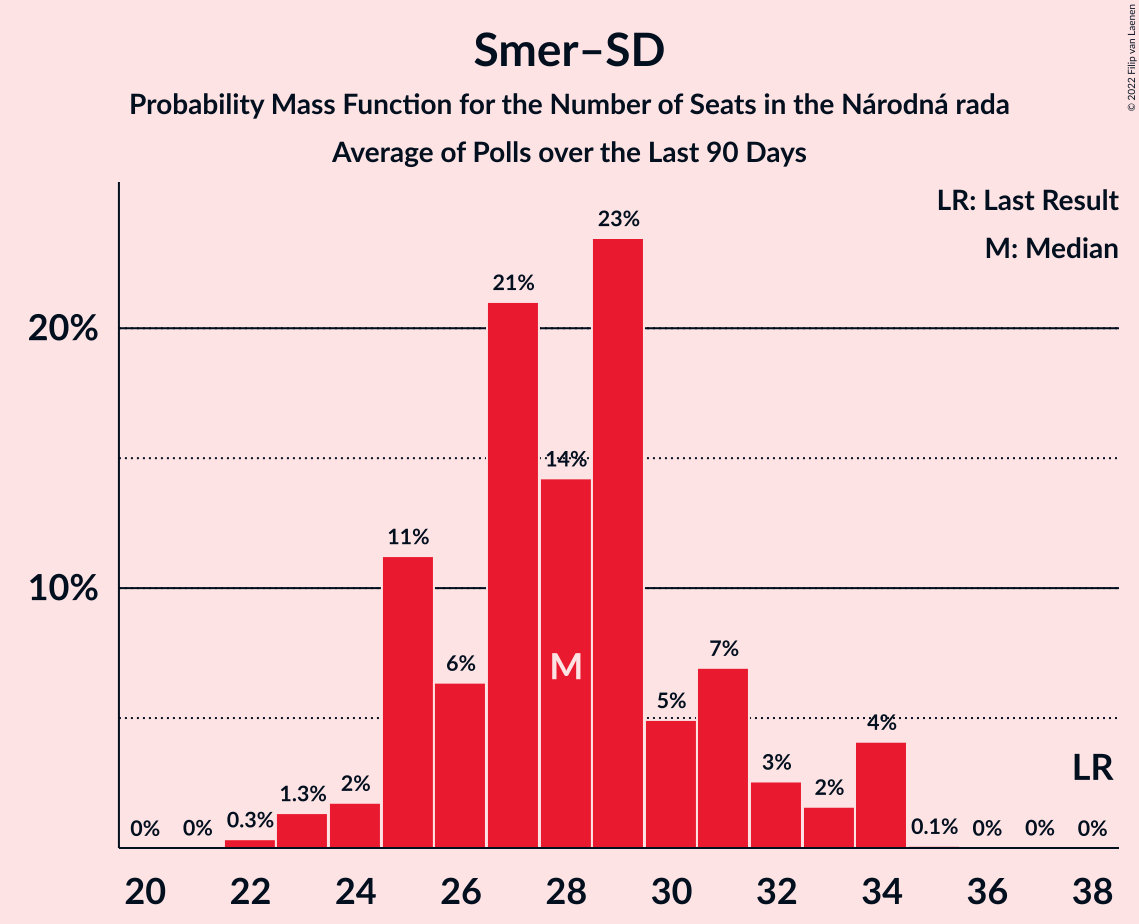 Smer–SD
Probability Mass Function for the Number of Seats in the Národná rada
Average of Polls over the Last 90 Days
© 2022 Filip van Laenen
LR: Last Result
M: Median
23%
21%
20%
14%
11%
10%
7%
6%
M
5%
4%
LR
3%
2%
2%
1.3%
0.3%
0.1%
0%
0%
0%
0%
0%
20 22 24 26 28 30 32 34 36 38